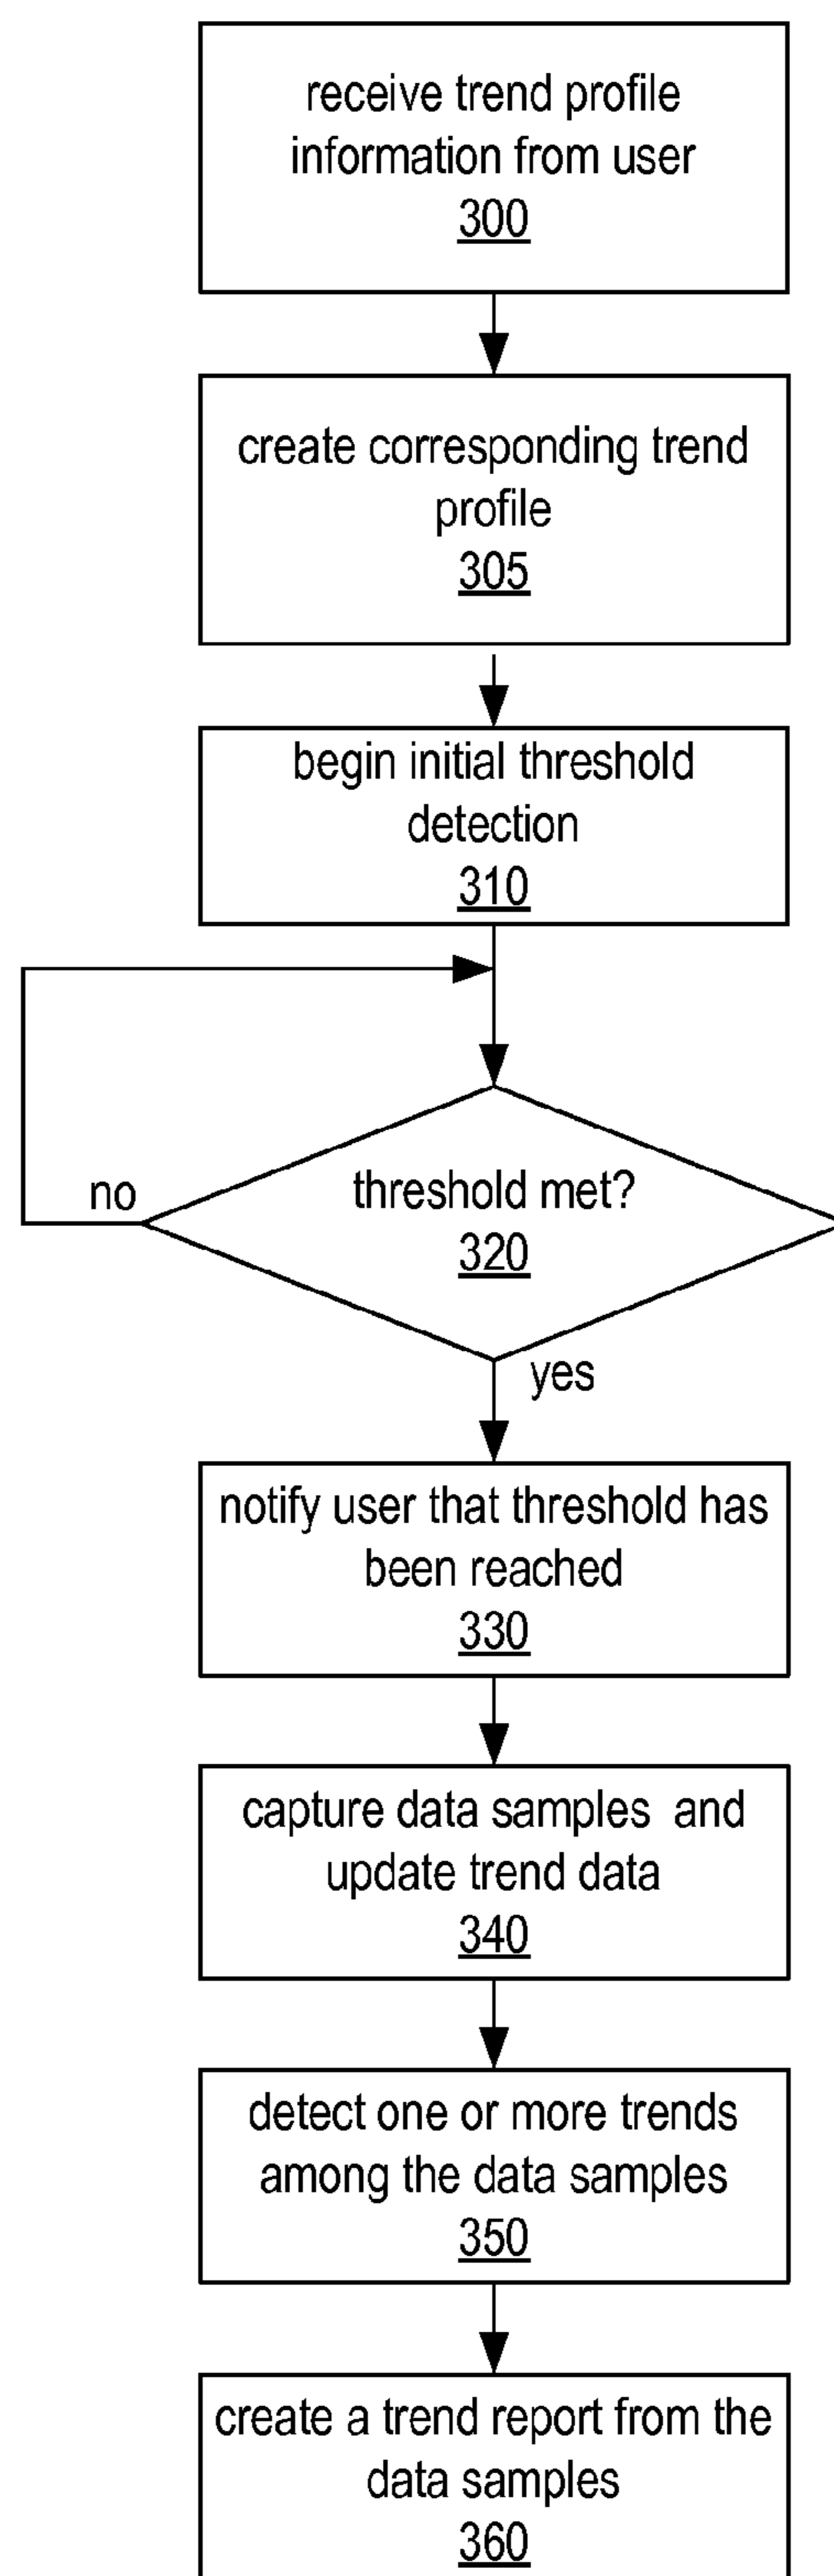 receive trend profile
information from user
300
create corresponding trend
profile
305
begin initial threshold
detection
310
threshold met?
320
no
yes
notify user that threshold has
been reached
330
capture data samples and
update trend data
340
detect one or more trends
among the data samples
350
create a trend report from the
data samples
360